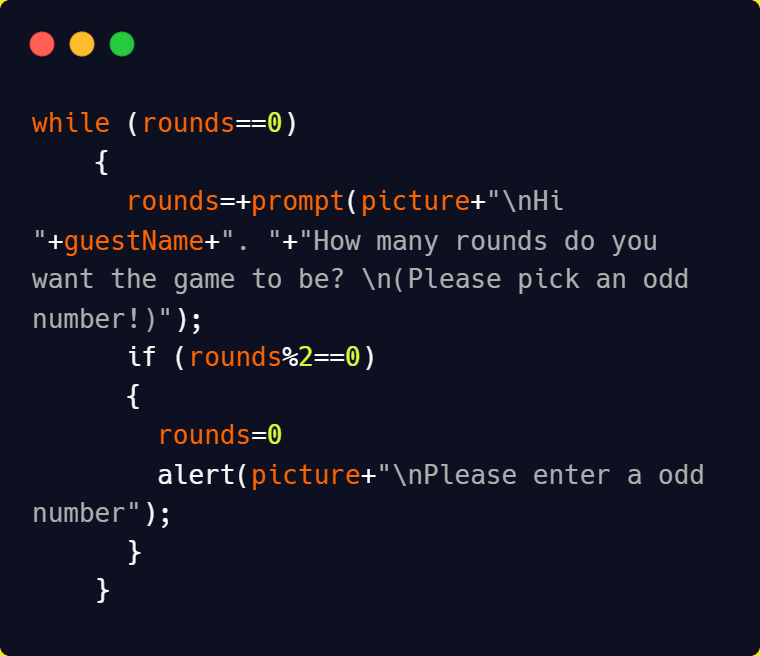 while (rounds==0)
    {
      rounds=+prompt(picture+"\nHi
"+guestName+". "+"How many rounds do you
want the game to be? \n(Please pick an odd
number!)");
      if (rounds%2==0)
      {
        rounds=0
        alert(picture+"\nPlease enter a odd
number");
      }
    }